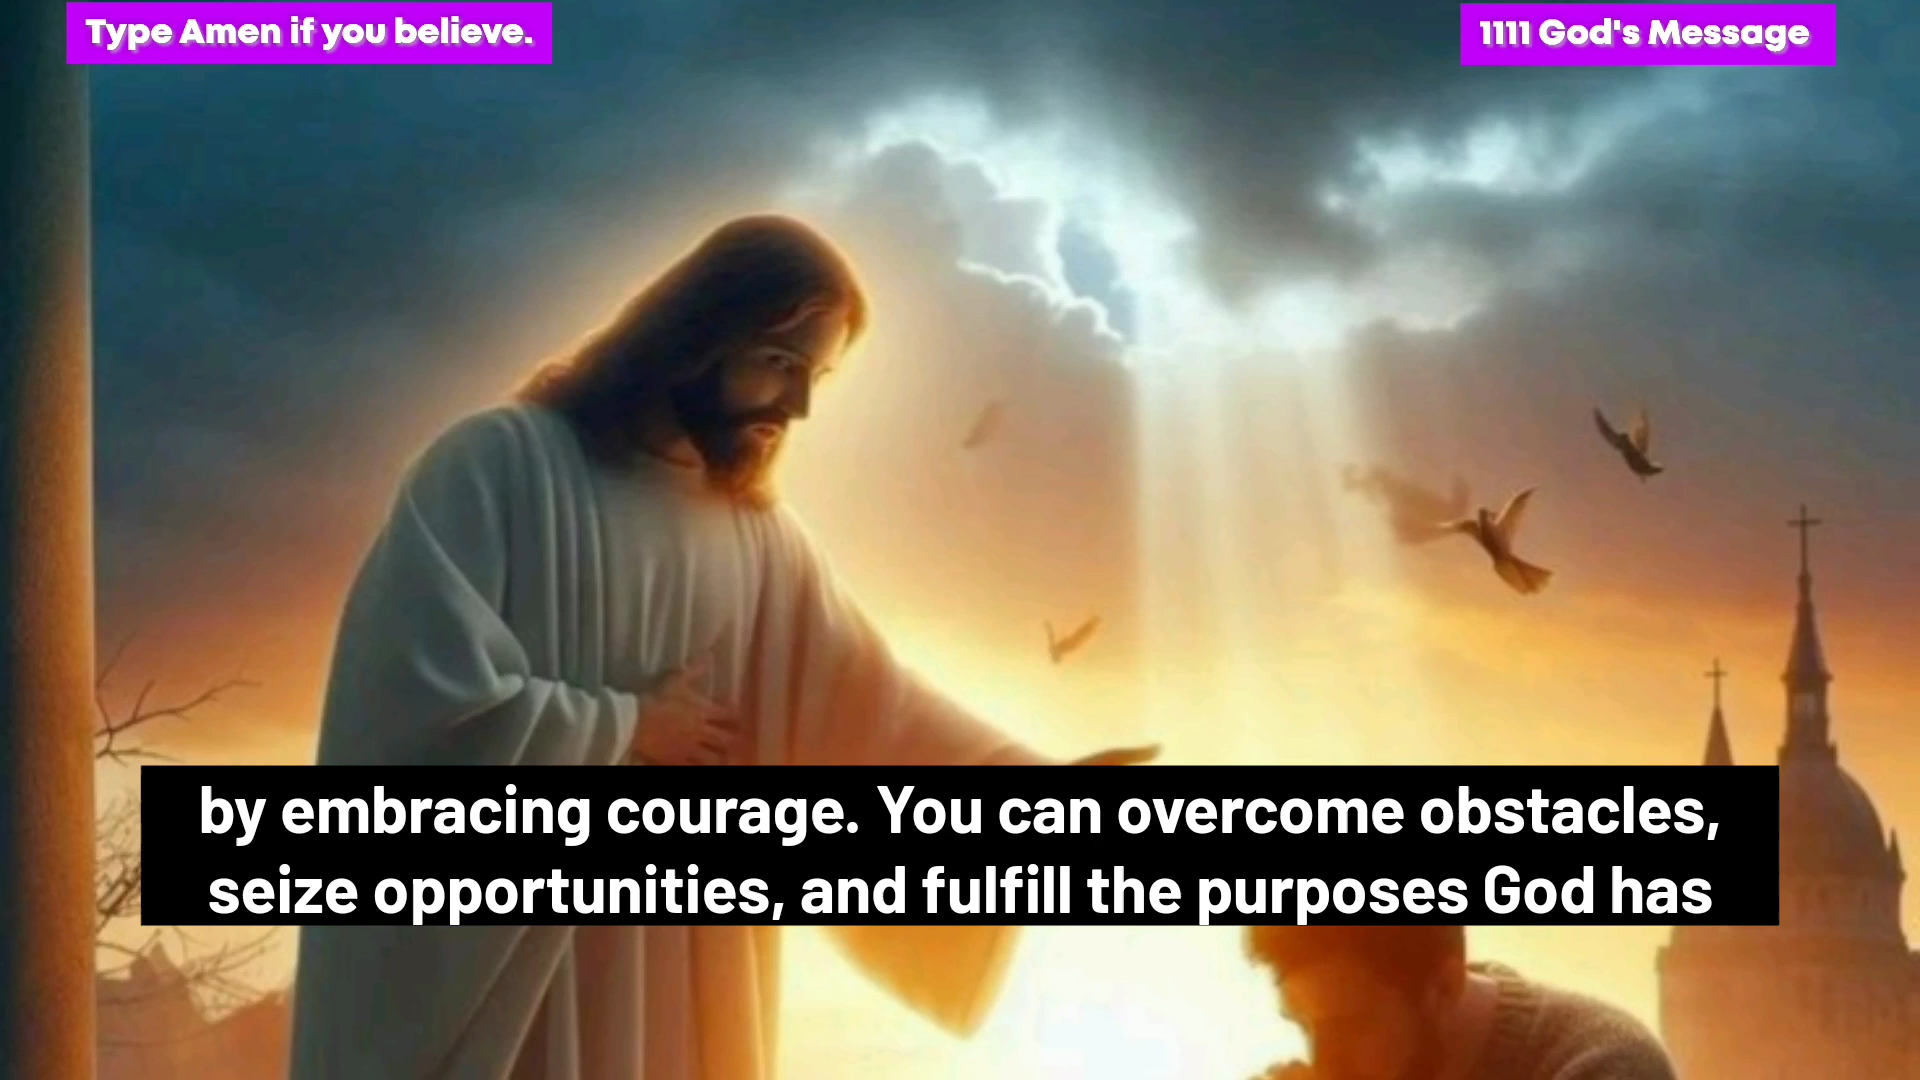 Type Amen if you believe.
1111 God's Message
by embracing courage. You can overcome obstacles,
seize opportunities, and fulfill the purposes God has